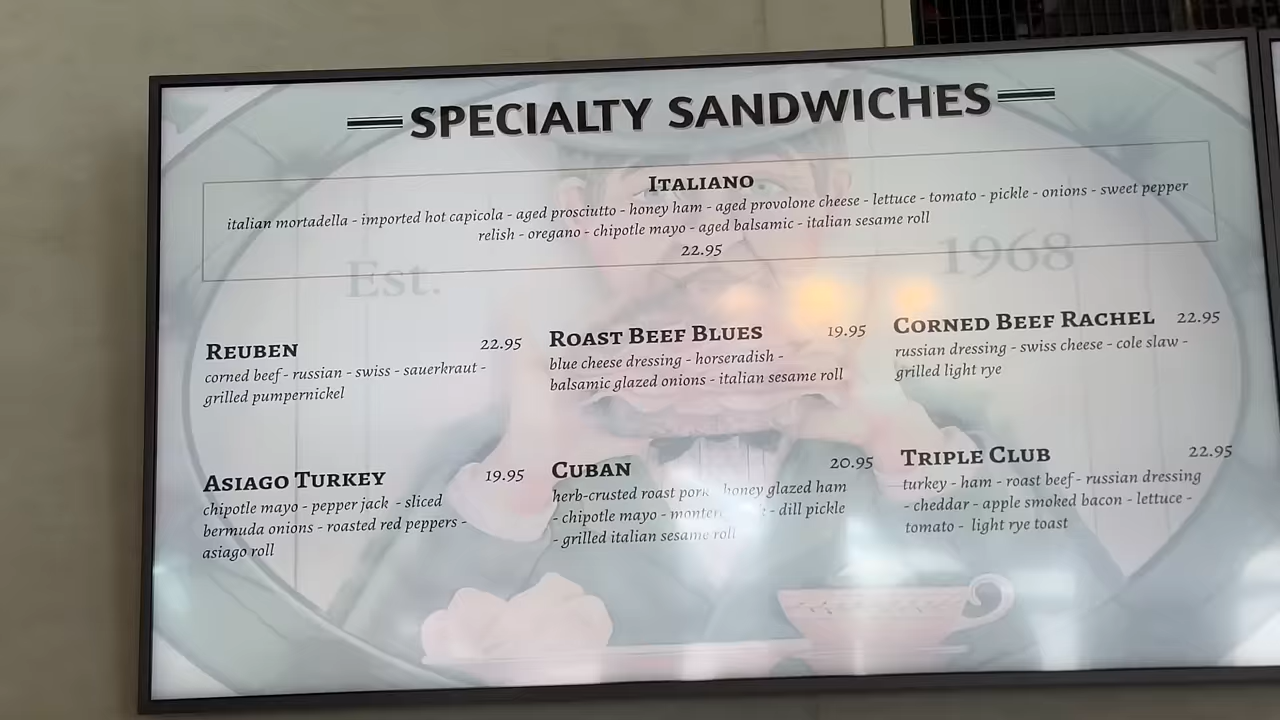 SPECIALTY SANDWICHES
ITALIANO
italian mortadella - imported hot capicola - aged prosciutto - honey ham - aged provolone cheese - lettuce - tomato - pickle - onions - sweet pepper
relish - oregano - chipotle mayo - aged balsamic - italian sesame roll
22.95
Est. 1968
REUBEN 22.95
corned beef - russian - swiss - sauerkraut -
grilled pumpernickel
ROAST BEEF BLUES 19.95
blue cheese dressing - horseradish -
balsamic glazed onions - italian sesame roll
CORNED BEEF RACHEL 22.95
russian dressing - swiss cheese - cole slaw -
grilled light rye
ASIAGO TURKEY 19.95
chipotle mayo - pepper jack - sliced
bermuda onions - roasted red peppers -
asiago roll
CUBAN 20.95
herb-crusted roast pork honey glazed ham
- chipotle mayo - - dill pickle
- grilled italian sesame roll
TRIPLE CLUB 22.95
turkey - ham - roast beef - russian dressing
- cheddar - apple smoked bacon - lettuce -
tomato - light rye toast